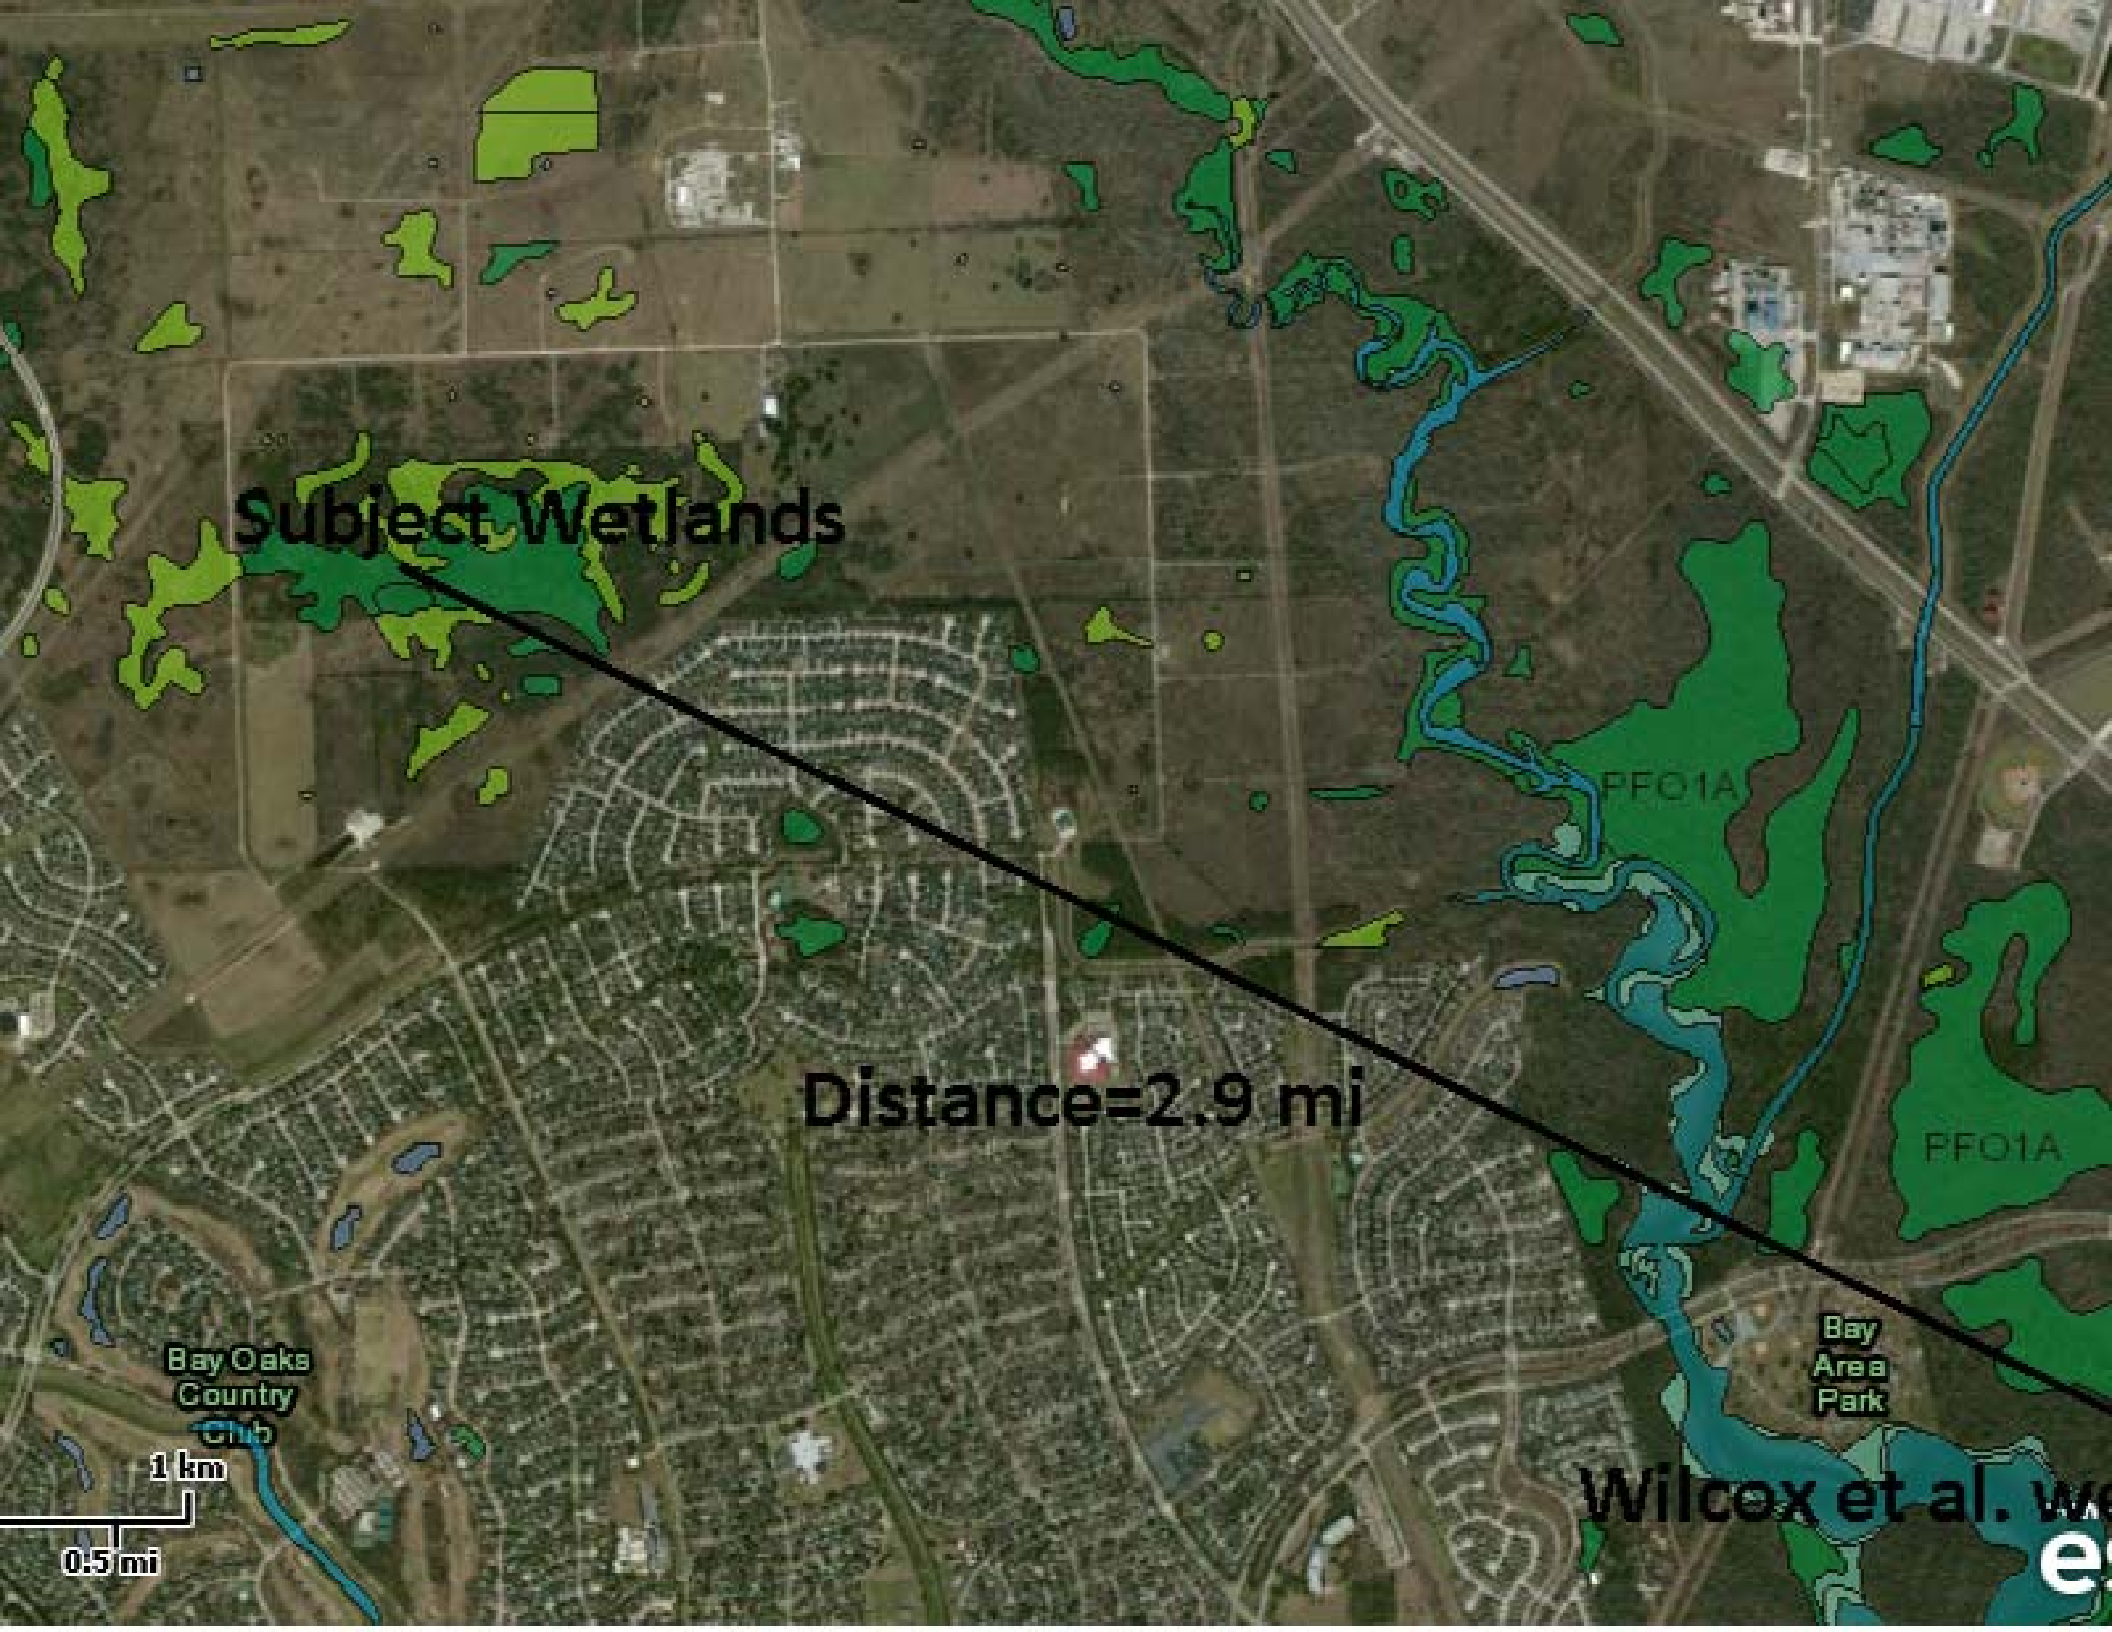 Subject Wetlands
PFO1A
Distance=2.9 mi
PFO1A
Bay
Area
Park
Bay Oaks
Country
Club
1 km
0.5 mi
Wilcox et al.